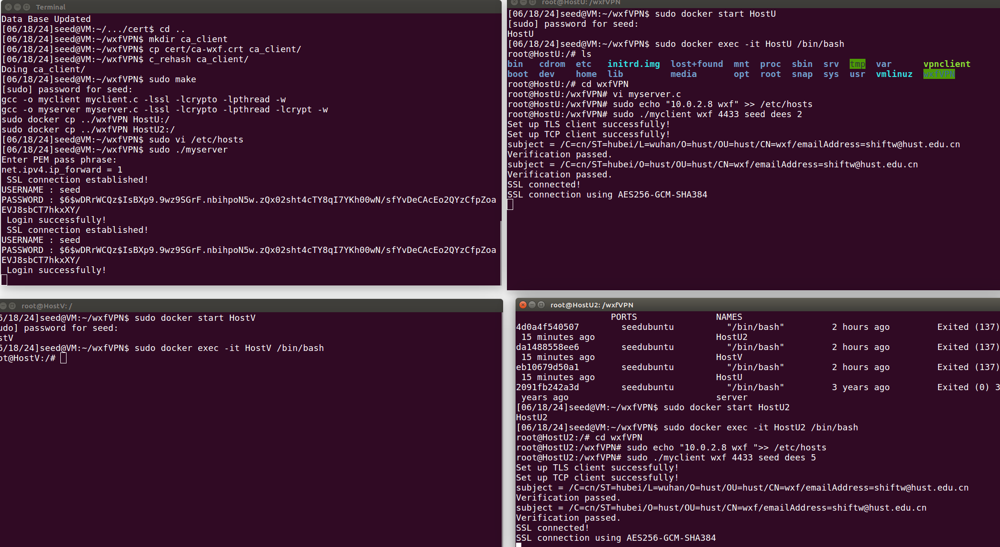 Terminal
Data Base Updated
[06/18/24]seed@VM:~/.../cert$ cd ..
[06/18/24]seed@VM:~/wxfVPN$ mkdir ca_client
[06/18/24]seed@VM:~/wxfVPN$ cp cert/ca-wxf.crt ca_client/
[06/18/24]seed@VM:~/wxfVPN$ c_rehash ca_client/
Doing ca_client/
[06/18/24]seed@VM:~/wxfVPN$ sudo make
[sudo] password for seed:
gcc -o myclient myclient.c -lssl -lcrypto -lpthread -w
gcc -o myserver myserver.c -lssl -lcrypto -lpthread -lcrypt -w
sudo docker cp ../wxfVPN HostU:/
sudo docker cp ../wxfVPN HostU2:/
[06/18/24]seed@VM:~/wxfVPN$ sudo vi /etc/hosts
[06/18/24]seed@VM:~/wxfVPN$ sudo ./myserver
Enter PEM pass phrase:
net.ipv4.ip_forward = 1
SSL connection established!
USERNAME : seed
PASSWORD : $6$wDRrWCQz$IsBXp9.9wz9SGrF.nbihpoN5w.zQx02sht4cTY8qI7YKh00wN/sfYvDeCAcEo2QYzCfpZoa
EVJ8sbCT7hkxXY/
Login successfully!
SSL connection established!
USERNAME : seed
PASSWORD : $6$wDRrWCQz$IsBXp9.9wz9SGrF.nbihpoN5w.zQx02sht4cTY8qI7YKh00wN/sfYvDeCAcEo2QYzCfpZoa
EVJ8sbCT7hkxXY/
Login successfully!
root@HostU: /wxfVPN
[06/18/24]seed@VM:~/wxfVPN$ sudo docker start HostU
[sudo] password for seed:
HostU
[06/18/24]seed@VM:~/wxfVPN$ sudo docker exec -it HostU /bin/bash
root@HostU:/# ls
bin cdrom etc initrd.img lost+found mnt proc sbin srv tmp var vpnclient
boot dev home lib media opt root snap sys usr vmlinuz wxfVPN
root@HostU:/# cd wxfVPN
root@HostU:/wxfVPN# vi myserver.c
root@HostU:/wxfVPN# sudo echo "10.0.2.8 wxf" >> /etc/hosts
root@HostU:/wxfVPN# sudo ./myclient wxf 4433 seed dees 2
Set up TLS client successfully!
Set up TCP client successfully!
subject = /C=cn/ST=hubei/L=wuhan/O=hust/OU=hust/CN=wxf/emailAddress=shiftw@hust.edu.cn
Verification passed.
subject = /C=cn/ST=hubei/O=hust/OU=hust/CN=wxf/emailAddress=shiftw@hust.edu.cn
Verification passed.
SSL connected!
SSL connection using AES256-GCM-SHA384
root@HostV: /
6/18/24]seed@VM:~/wxfVPN$ sudo docker start HostV
udo] password for seed:
stV
6/18/24]seed@VM:~/wxfVPN$ sudo docker exec -it HostV /bin/bash
ot@HostV:/#
root@HostU2: /wxfVPN
PORTS NAMES
4d0a4f540507 seedubuntu "/bin/bash" 2 hours ago Exited (137)
15 minutes ago HostU2
da1488558ee6 seedubuntu "/bin/bash" 2 hours ago Exited (137)
15 minutes ago HostV
eb10679d50a1 seedubuntu "/bin/bash" 2 hours ago Exited (137)
15 minutes ago HostU
2091fb242a3d seedubuntu "/bin/bash" 3 years ago Exited (0) 3
years ago server
[06/18/24]seed@VM:~/wxfVPN$ sudo docker start HostU2
HostU2
[06/18/24]seed@VM:~/wxfVPN$ sudo docker exec -it HostU2 /bin/bash
root@HostU2:/# cd wxfVPN
root@HostU2:/wxfVPN# sudo echo "10.0.2.8 wxf ">> /etc/hosts
root@HostU2:/wxfVPN# sudo ./myclient wxf 4433 seed dees 5
Set up TLS client successfully!
Set up TCP client successfully!
subject = /C=cn/ST=hubei/L=wuhan/O=hust/OU=hust/CN=wxf/emailAddress=shiftw@hust.edu.cn
Verification passed.
subject = /C=cn/ST=hubei/O=hust/OU=hust/CN=wxf/emailAddress=shiftw@hust.edu.cn
Verification passed.
SSL connected!
SSL connection using AES256-GCM-SHA384